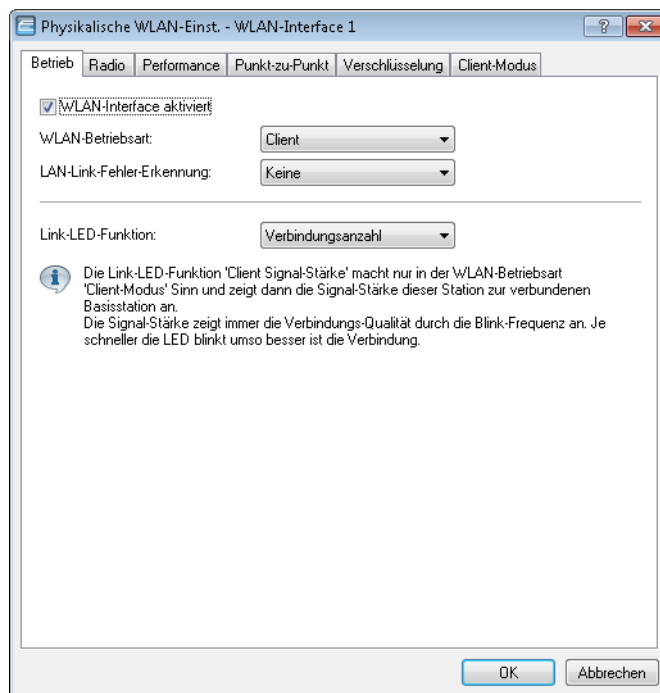 Physikalische WLAN-Einst. - WLAN-Interface 1
?
Betrieb Radio Performance Punkt-zu-Punkt Verschlüsselung Client-Modus
WLAN-Interface aktiviert
WLAN-Betriebsart: Client
LAN-Link-Fehler-Erkennung: Keine
Link-LED-Funktion: Verbindungsanzahl
Die Link-LED-Funktion 'Client Signal-Stärke' macht nur in der WLAN-Betriebsart
'Client-Modus' Sinn und zeigt dann die Signal-Stärke dieser Station zur verbundenen
Basisstation an.
Die Signal-Stärke zeigt immer die Verbindungs-Qualität durch die Blink-Frequenz an. Je
schneller die LED blinkt umso besser ist die Verbindung.
OK Abbrechen